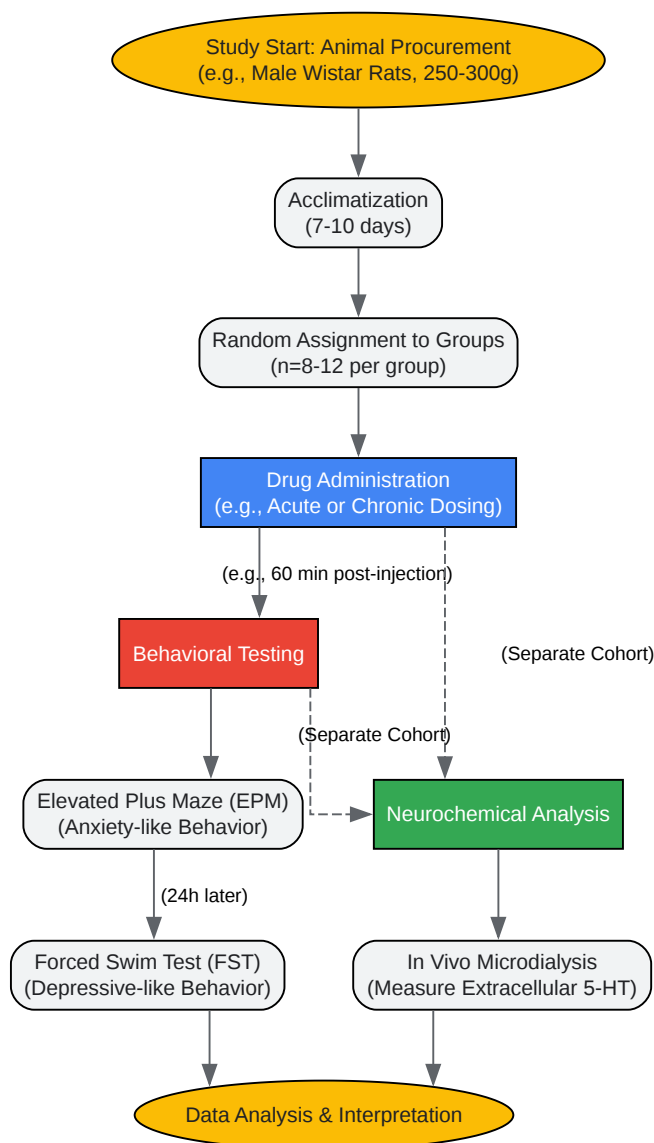 Study Start: Animal Procurement
(e.g., Male Wistar Rats, 250-300g)
Acclimatization
(7-10 days)
Random Assignment to Groups
(n=8-12 per group)
Drug Administration
(e.g., Acute or Chronic Dosing)
(e.g., 60 min post-injection)
Behavioral Testing
(Separate Cohort)
(Separate Cohort)
Elevated Plus Maze (EPM)
(Anxiety-like Behavior)
Neurochemical Analysis
(24h later)
Forced Swim Test (FST)
(Depressive-like Behavior)
In Vivo Microdialysis
(Measure Extracellular 5-HT)
Data Analysis & Interpretation